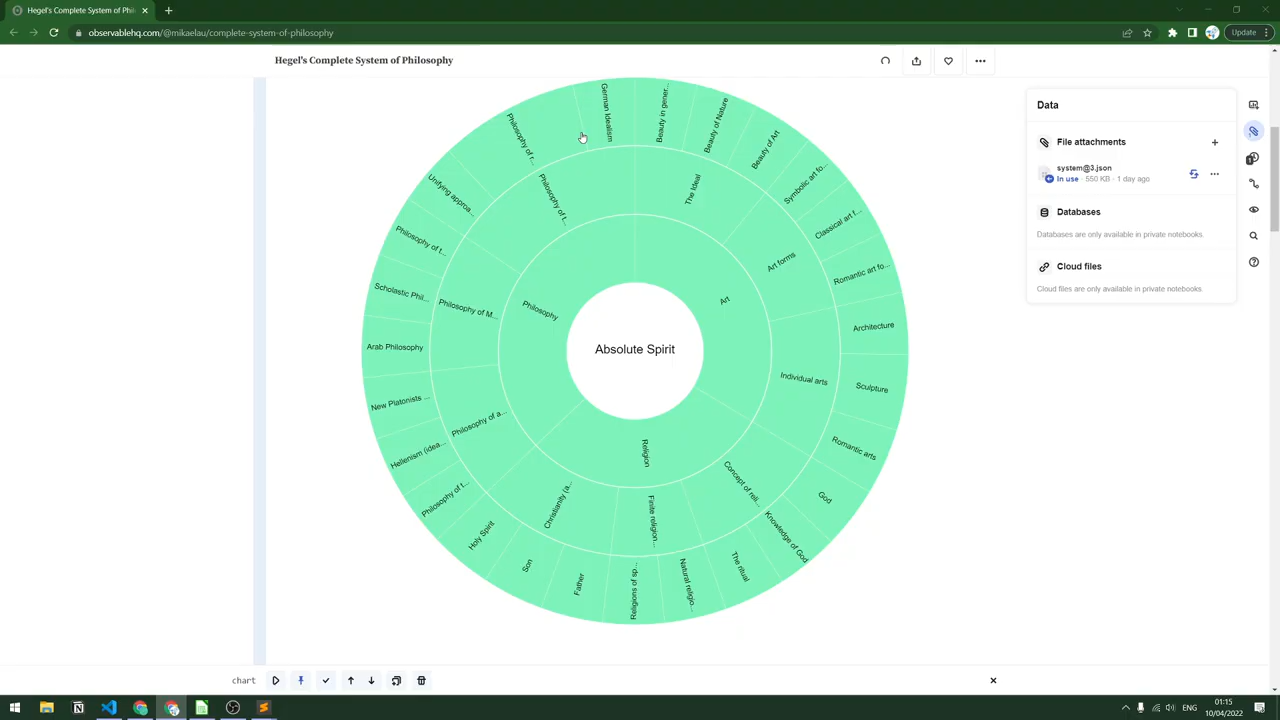 Hegel's Complete System of Phil
observablehq.com/@mikaelau/complete-system-of-philosophy
Update
Hegel's Complete System of Philosophy
Data
File attachments
system@3.json
In use · 550 KB · 1 day ago
Databases
Databases are only available in private notebooks
Cloud files
Cloud files are only available in private notebooks
Absolute Spirit
Art
Religion
Philosophy
The Ideal
Art forms
Individual arts
Concept of reli...
Finite religion...
Christianity (a...
Philosophy of a...
Philosophy of M...
Philosophy of t...
Beauty in gener...
Beauty of Nature
Beauty of Art
Symbolic art fo...
Classical art f...
Romantic art fo...
Architecture
Sculpture
Romantic arts
God
Knowledge of God
The ritual
Natural religio...
Religions of sp...
Father
Son
Holy Spirit
Philosophy of t...
Hellenism (idea...
New Platonists ...
Arab Philosophy
Scholastic Phil...
Philosophy of t...
Unifying approa...
Philosophy of r...
German Idealism
chart
ENG
01:15
10/04/2022